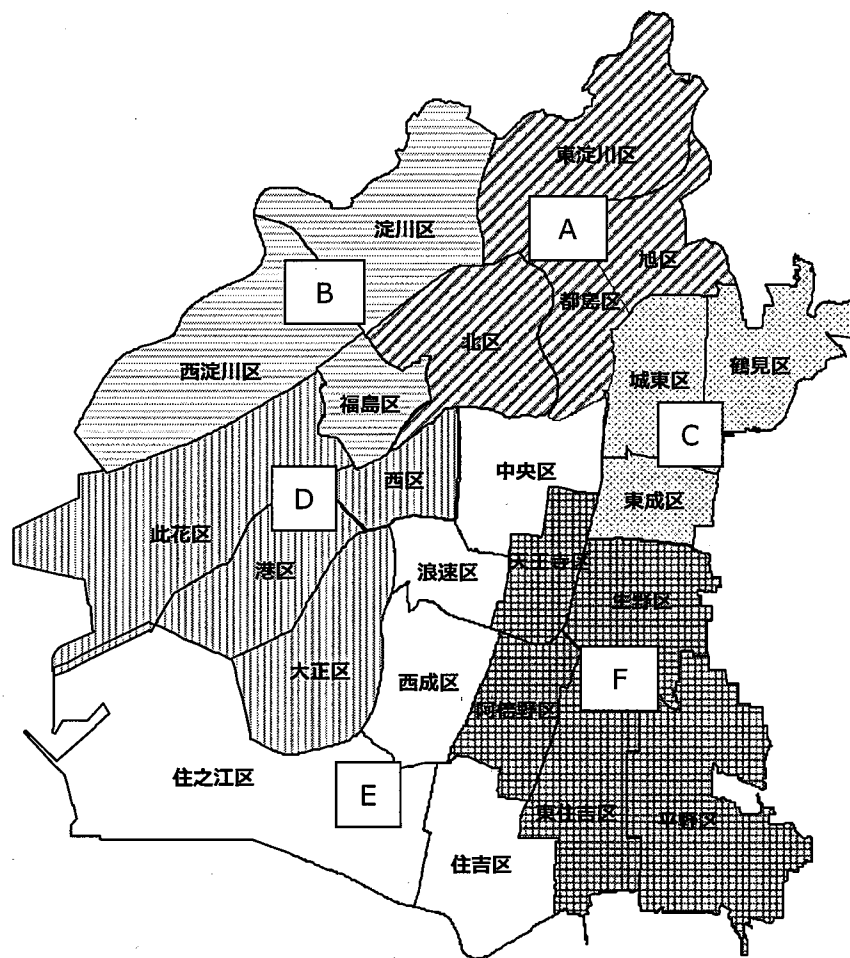 東淀川区
A
淀川区
旭区
B
都島区
北区
鶴見区
西淀川区
城東区
福島区
C
中央区
西区
D
東成区
此花区
天王寺区
港区
浪速区
生野区
大正区
西成区
F
阿倍野区
住之江区
E
東住吉区
平野区
住吉区